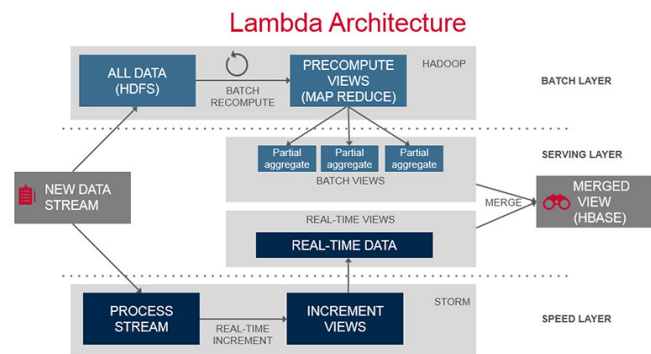 Lambda Architecture
ALL DATA
(HDFS)
BATCH
RECOMPUTE
PRECOMPUTE
VIEWS
(MAP REDUCE)
HADOOP
BATCH LAYER
Partial
aggregate
Partial
aggregate
Partial
aggregate
BATCH VIEWS
SERVING LAYER
NEW DATA
STREAM
MERGE
MERGED
VIEW
(HBASE)
REAL-TIME VIEWS
REAL-TIME DATA
PROCESS
STREAM
REAL-TIME
INCREMENT
INCREMENT
VIEWS
STORM
SPEED LAYER